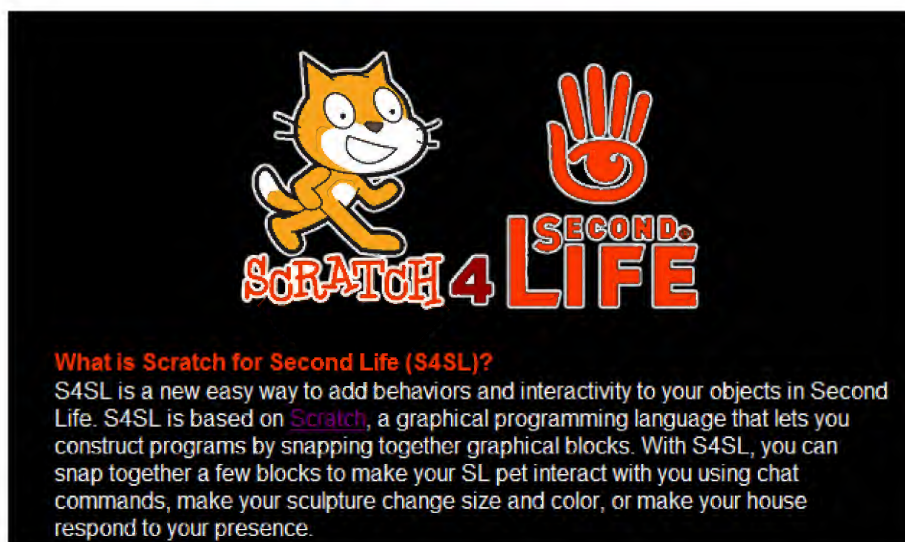 SCRATCH 4 SECOND LIFE
What is Scratch for Second Life (S4SL)?
S4SL is a new easy way to add behaviors and interactivity to your objects in Second
Life. S4SL is based on Scratch, a graphical programming language that lets you
construct programs by snapping together graphical blocks. With S4SL, you can
snap together a few blocks to make your SL pet interact with you using chat
commands, make your sculpture change size and color, or make your house
respond to your presence.